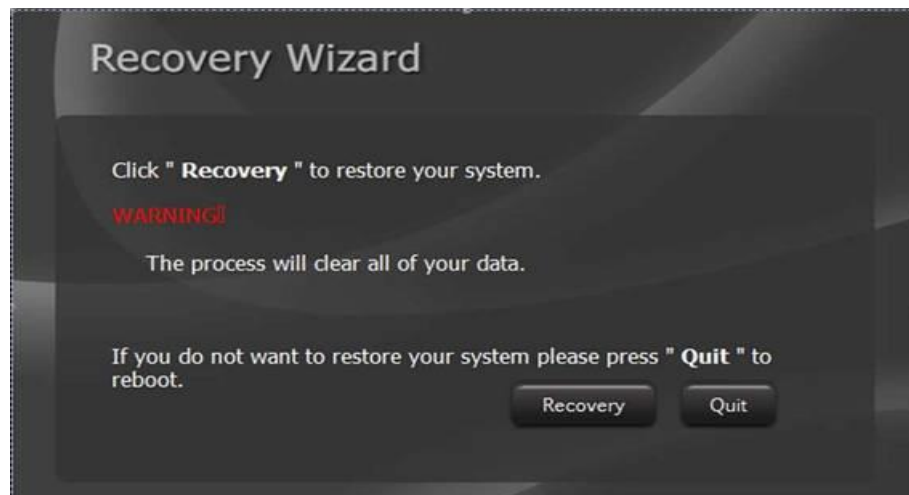 Recovery Wizard
Click " Recovery " to restore your system.
WARNING
The process will clear all of your data.
If you do not want to restore your system please press " Quit " to
reboot.
Recovery Quit